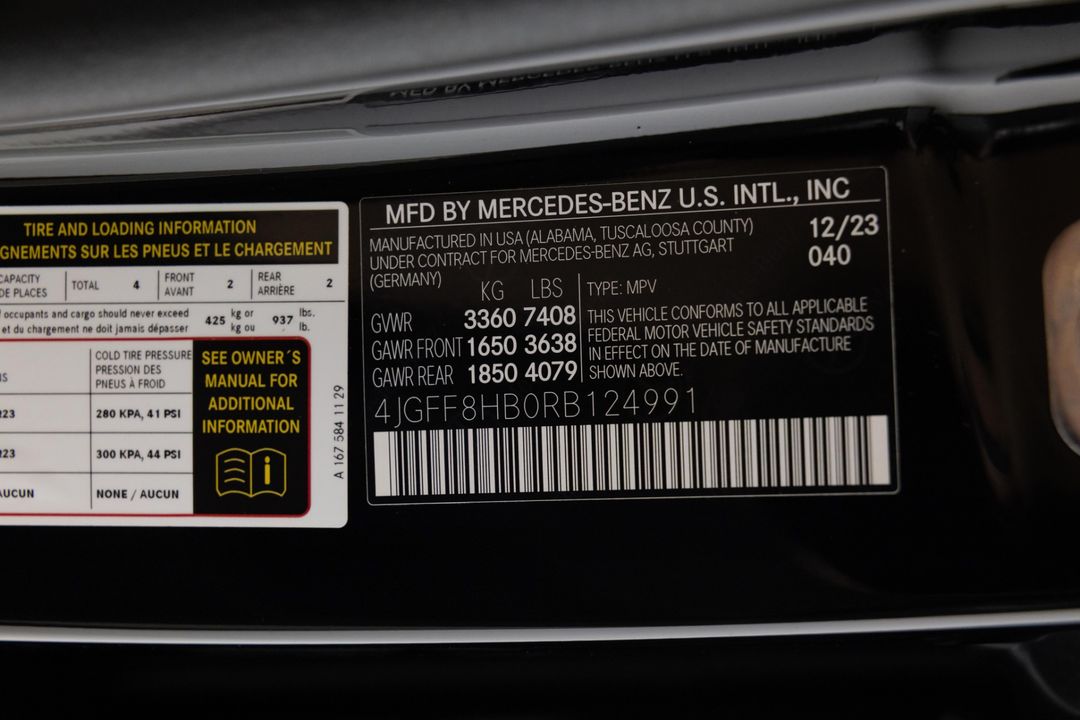 TIRE AND LOADING INFORMATION
GNEMENTS SUR LES PNEUS ET LE CHARGEMENT
CAPACITY
DE PLACES
TOTAL 4
FRONT
AVANT
2
REAR
ARRIÈRE
2
occupants and cargo should never exceed
et du chargement ne doit jamais dépasser
425 kg or
kg ou
937 lbs.
lb.
COLD TIRE PRESSURE
PRESSION DES
PNEUS À FROID
280 KPA, 41 PSI
300 KPA, 44 PSI
AUCUN
NONE / AUCUN
SEE OWNER´S
MANUAL FOR
ADDITIONAL
INFORMATION
A 167 584 11 29
MFD BY MERCEDES-BENZ U.S. INTL., INC
MANUFACTURED IN USA (ALABAMA, TUSCALOOSA COUNTY)
UNDER CONTRACT FOR MERCEDES-BENZ AG, STUTTGART
(GERMANY)
12/23
040
KG LBS
GWR 3360 7408
GAWR FRONT 1650 3638
GAWR REAR 1850 4079
TYPE: MPV
THIS VEHICLE CONFORMS TO ALL APPLICABLE
FEDERAL MOTOR VEHICLE SAFETY STANDARDS
IN EFFECT ON THE DATE OF MANUFACTURE
SHOWN ABOVE.
4JGFF8HB0RB124991